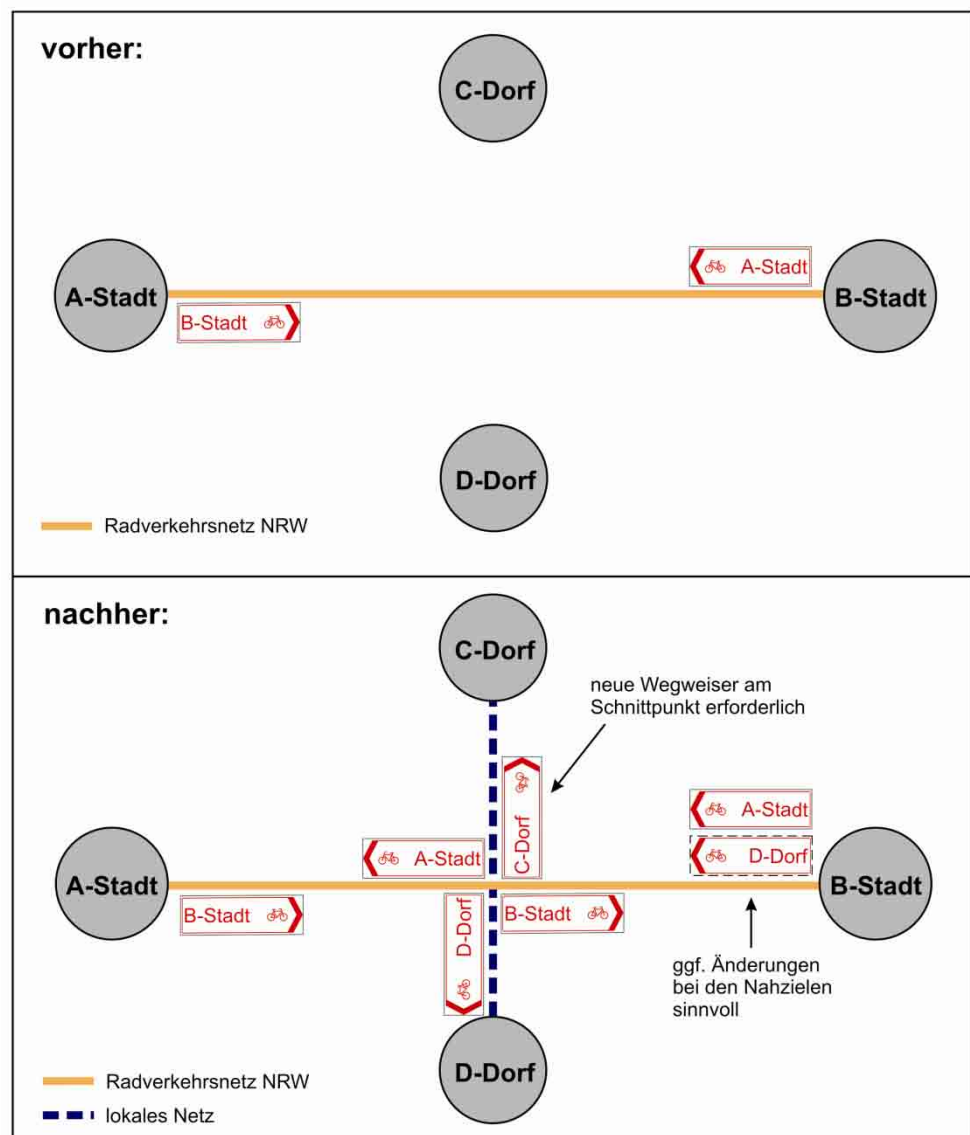 vorher:
C-Dorf
A-Stadt
A-Stadt
B-Stadt
B-Stadt
D-Dorf
Radverkehrsnetz NRW
nachher:
C-Dorf
neue Wegweiser am
Schnittpunkt erforderlich
C-Dorf
A-Stadt
A-Stadt
D-Dorf
A-Stadt
B-Stadt
B-Stadt
D-Dorf
B-Stadt
ggf. Änderungen
bei den Nahzielen
sinnvoll
D-Dorf
Radverkehrsnetz NRW
lokales Netz